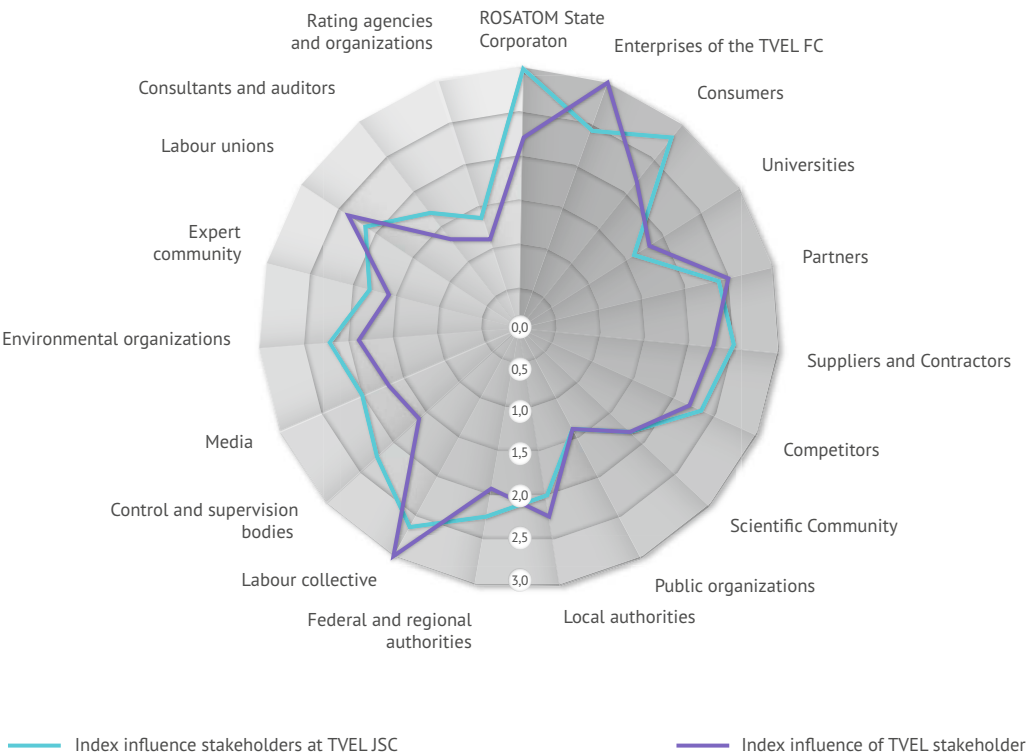 Rating agencies
and organizations
ROSATOM State
Corporaton
Enterprises of the TVEL FC
Consultants and auditors
Consumers
Labour unions
Universities
Expert
community
Partners
Environmental organizations
Suppliers and Contractors
Media
Competitors
Control and supervision
bodies
Scientific Community
Labour collective
Public organizations
Federal and regional
authorities
Local authorities
0,0
0,5
1,0
1,5
2,0
2,5
3,0
Index influence stakeholders at TVEL JSC
Index influence of TVEL stakeholder